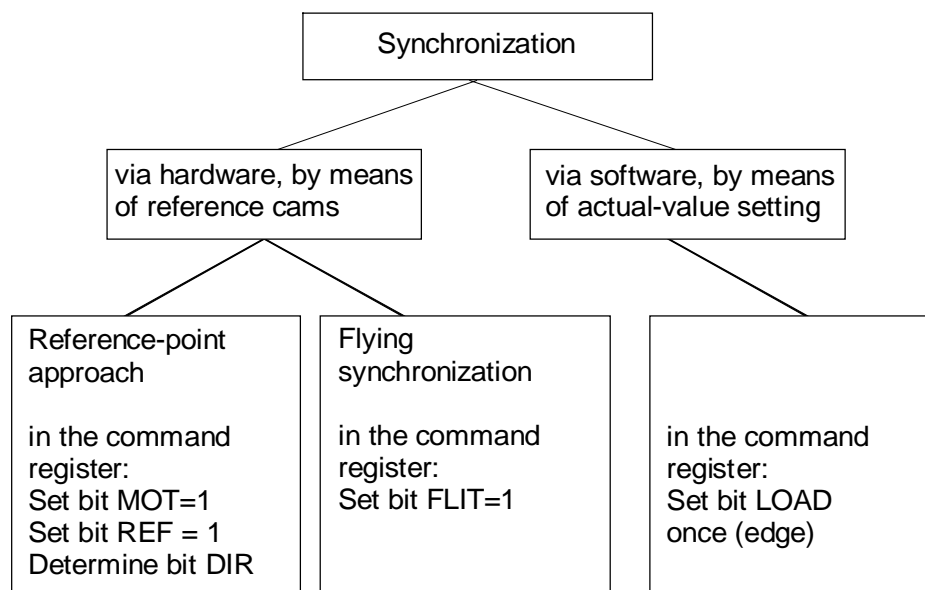 Synchronization
via hardware, by means
of reference cams
via software, by means
of actual-value setting
Reference-point
approach
in the command
register:
Set bit MOT=1
Set bit REF = 1
Determine bit DIR
Flying
synchronization
in the command
register:
Set bit FLIT=1
in the command
register:
Set bit LOAD
once (edge)